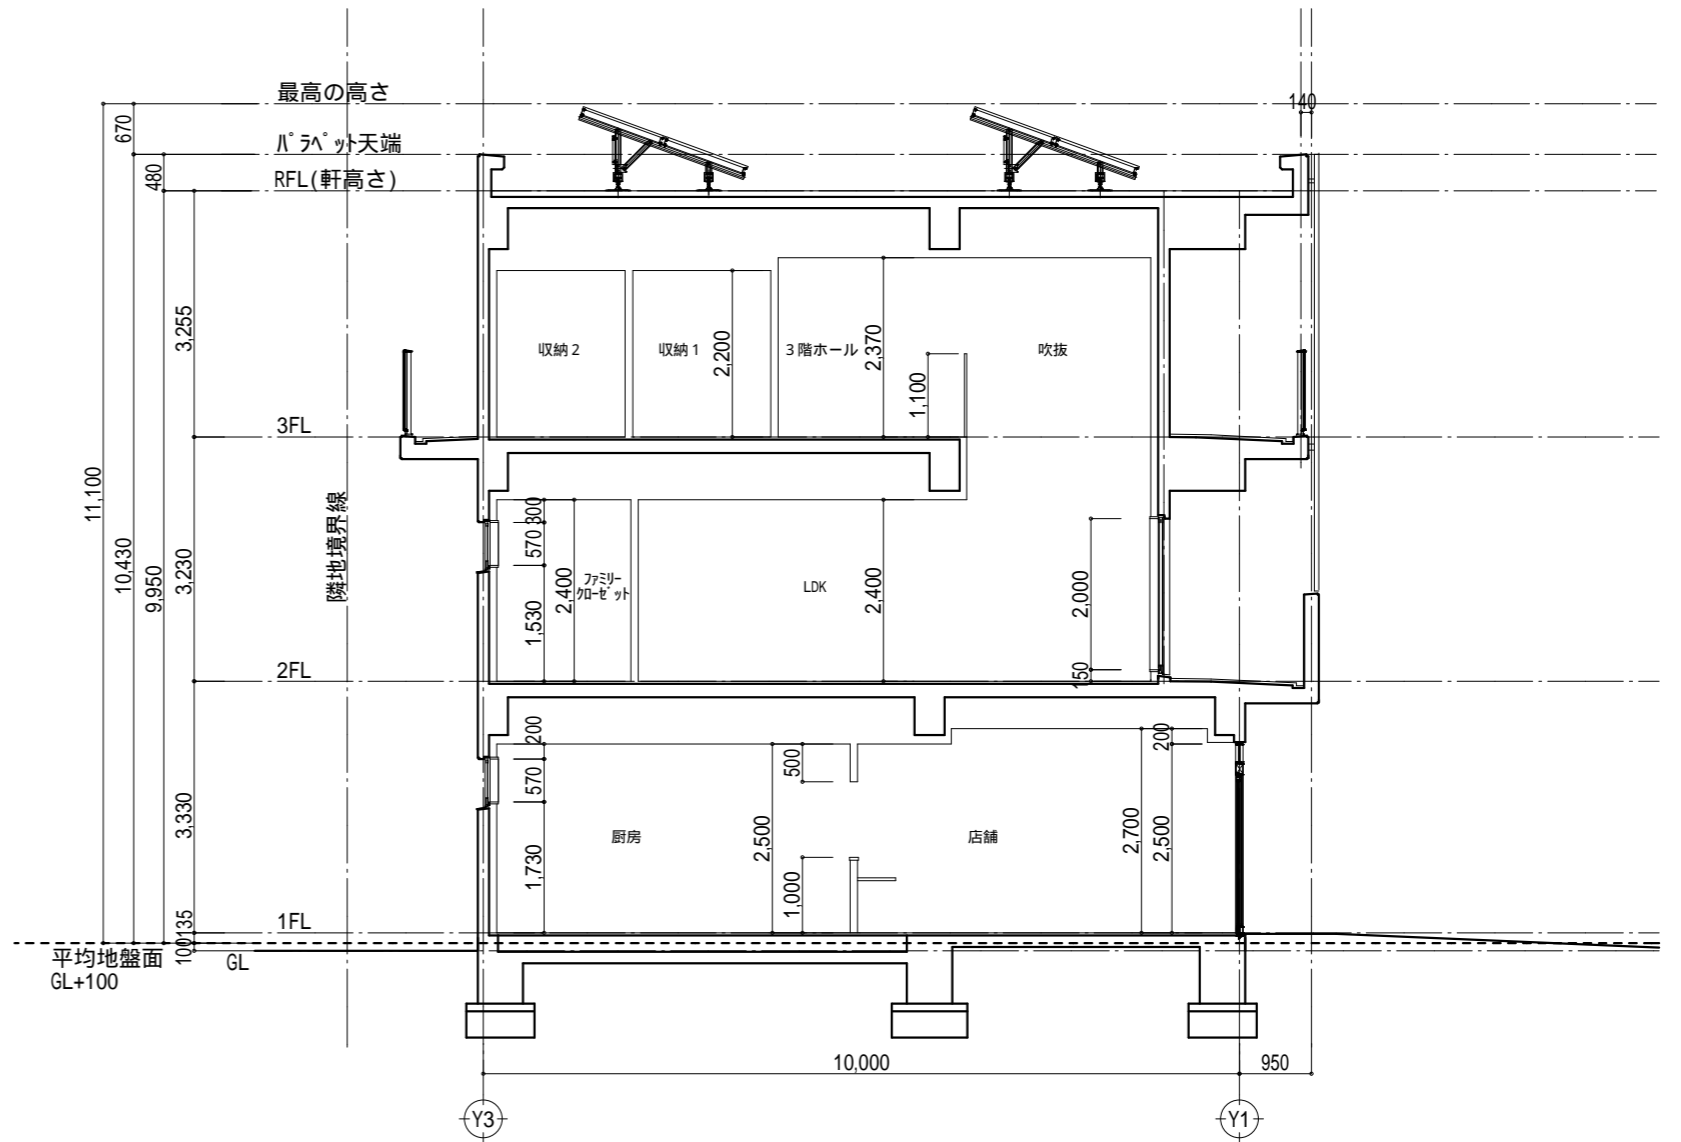 最高の高さ
140
670
パラペット天端
480
RFL(軒高さ)
3,255
収納2
収納1
2,200
3階ホール
2,370
1,100
吹抜
3FL
11,100
10,430
9,950
隣地境界線
3,230
300
570
1,530
2,400
ファミリー
クローゼット
LDK
2,400
2,000
150
2FL
200
570
1,730
3,330
厨房
2,500
500
1,000
店舗
2,700
200
2,500
1FL
135
100
平均地盤面
GL+100
GL
10,000
950
Y3
Y1